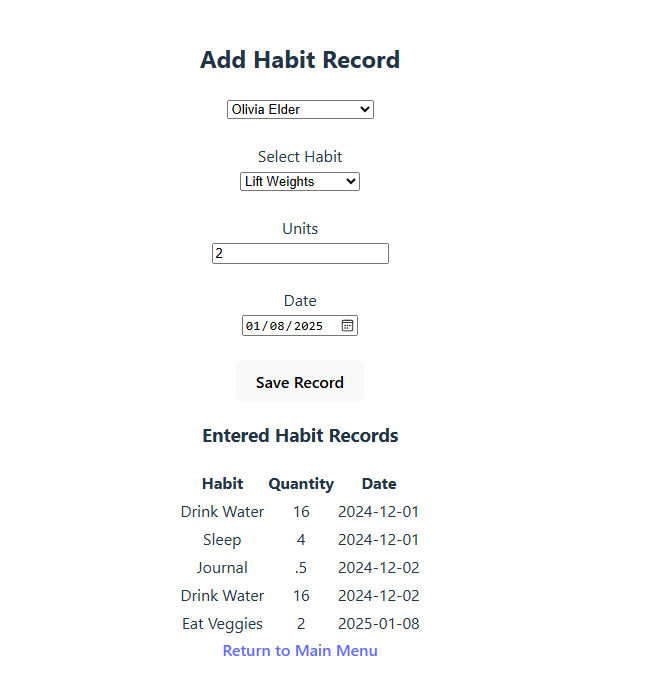 Add Habit Record
Olivia Elder
Select Habit
Lift Weights
Units
2
Date
01/08/2025
Save Record
Entered Habit Records
Habit Quantity Date
Drink Water 16 2024-12-01
Sleep 4 2024-12-01
Journal .5 2024-12-02
Drink Water 16 2024-12-02
Eat Veggies 2 2025-01-08
Return to Main Menu